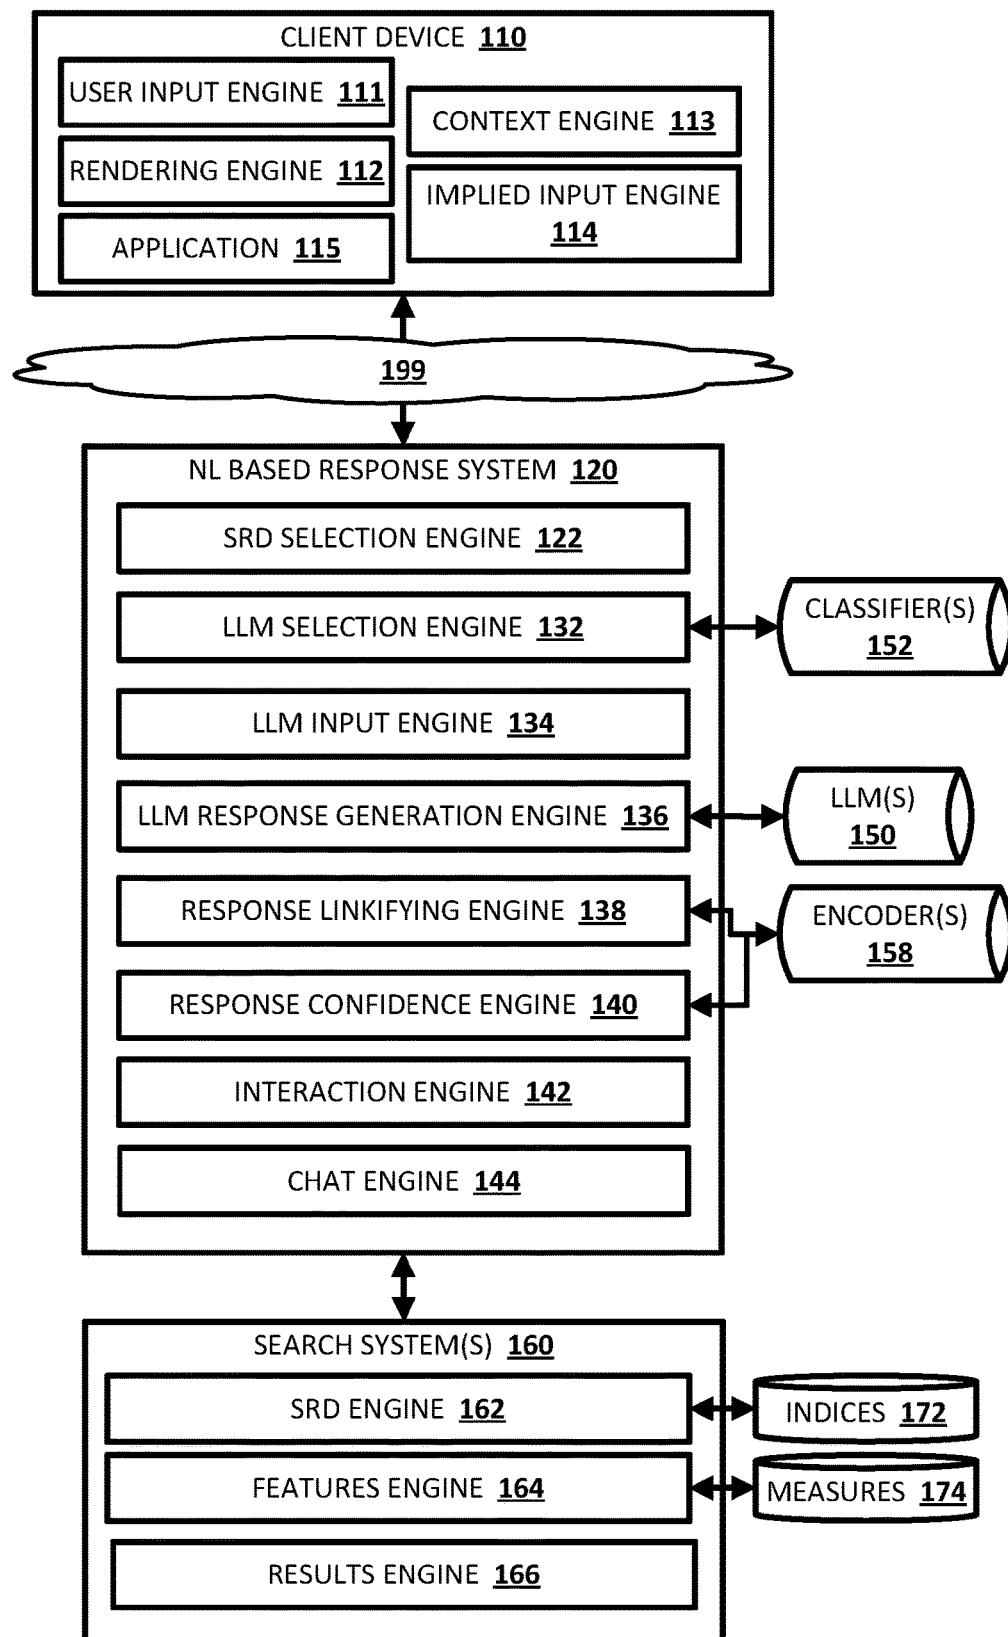 CLIENT DEVICE 110
USER INPUT ENGINE 111
RENDERING ENGINE 112
APPLICATION 115
CONTEXT ENGINE 113
IMPLIED INPUT ENGINE
114
199
NL BASED RESPONSE SYSTEM 120
SRD SELECTION ENGINE 122
LLM SELECTION ENGINE 132
CLASSIFIER(S)
152
LLM INPUT ENGINE 134
LLM RESPONSE GENERATION ENGINE 136
LLM(S)
150
RESPONSE LINKIFYING ENGINE 138
ENCODER(S)
158
RESPONSE CONFIDENCE ENGINE 140
INTERACTION ENGINE 142
CHAT ENGINE 144
SEARCH SYSTEM(S) 160
SRD ENGINE 162
INDICES 172
FEATURES ENGINE 164
MEASURES 174
RESULTS ENGINE 166